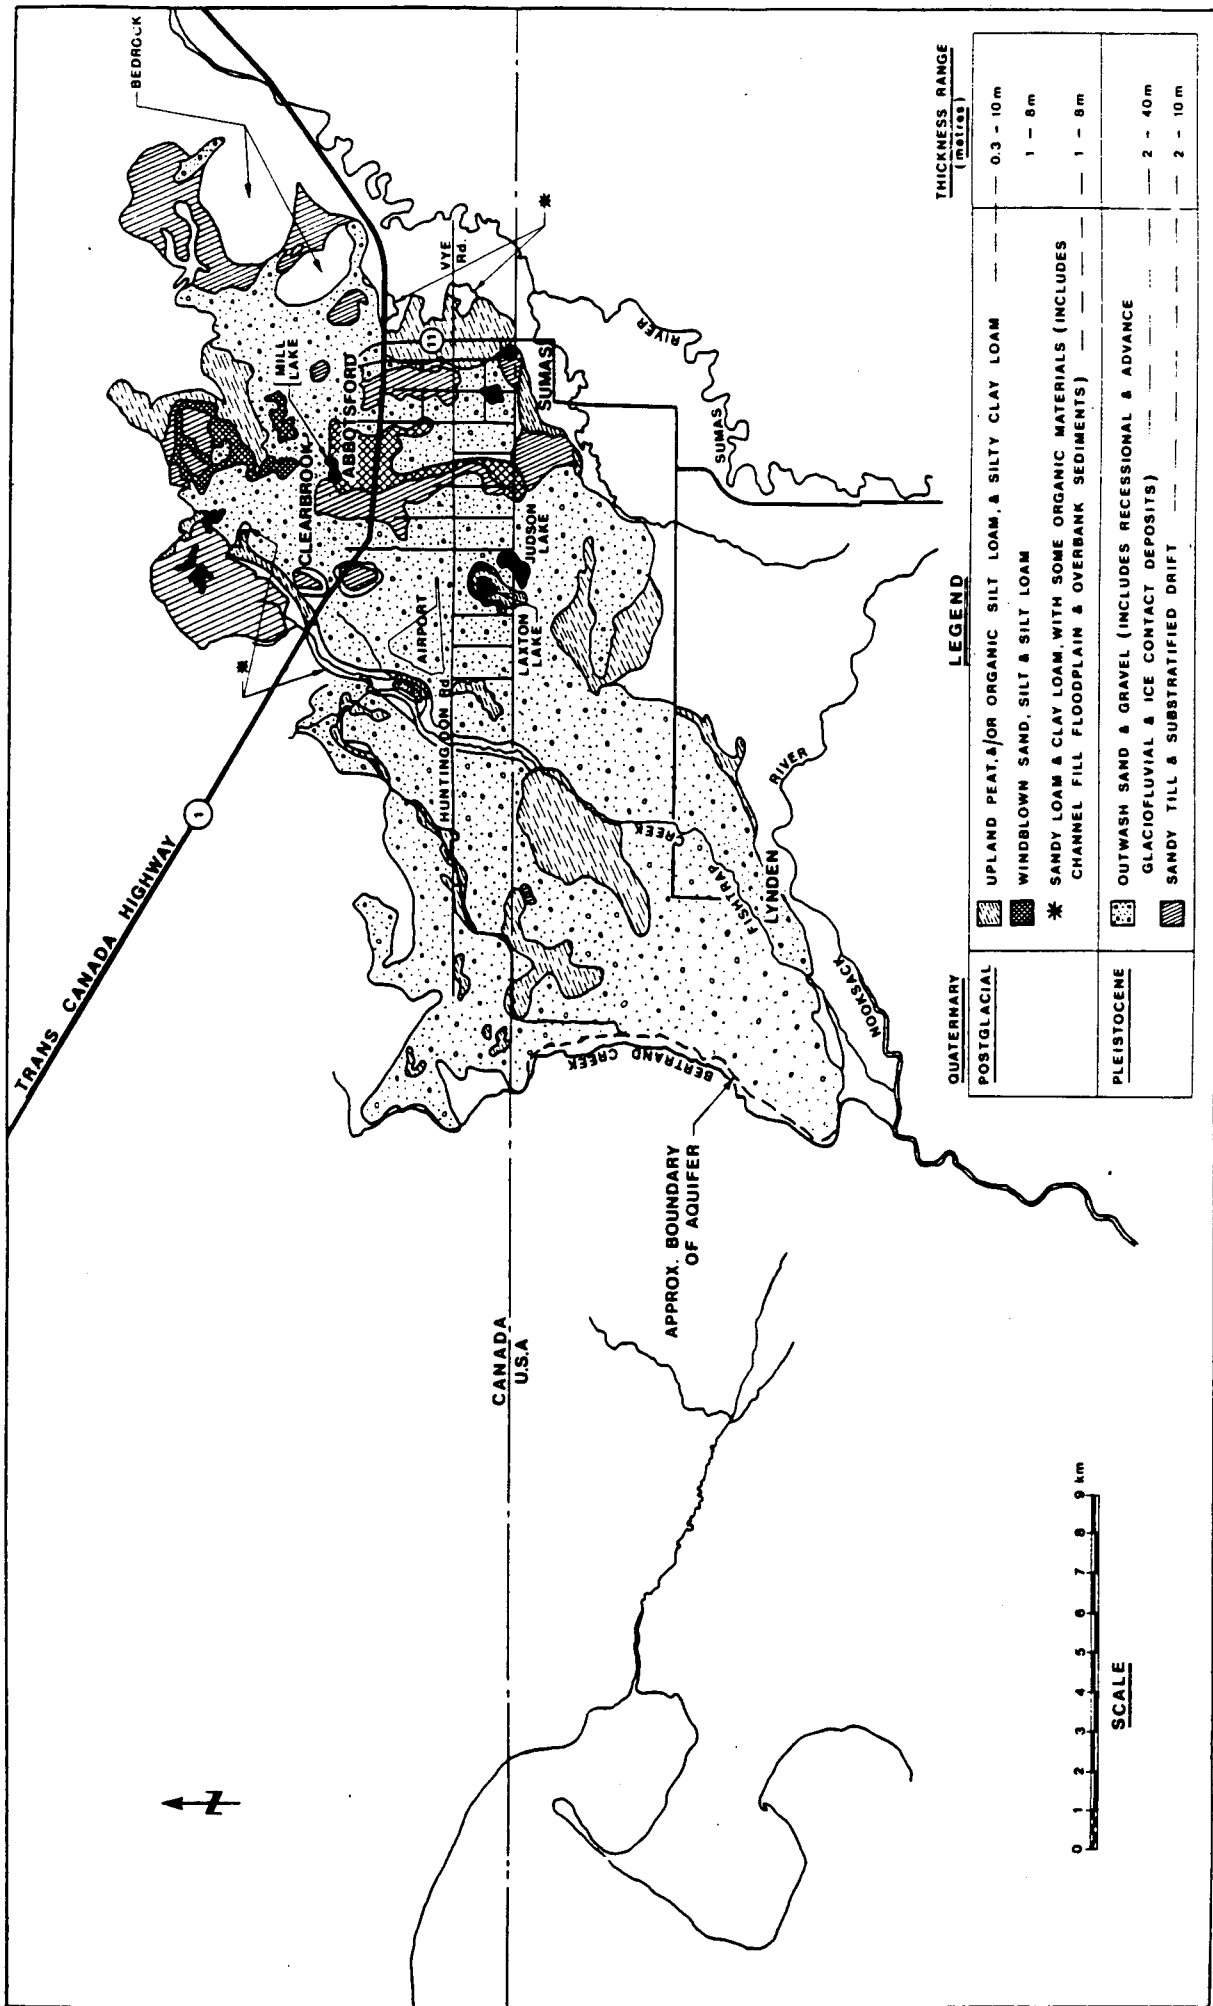 TRANS CANADA HIGHWAY
1
BEDROCK
MILL
LAKE
CLEARBROOK
ABBOTSFORD
*
*
11
VYE
Rd.
AIRPORT
HUNTINGDON Rd
LAXTON
LAKE
JUDSON
LAKE
SUMAS
RIVER
SUMAS
CANADA
U.S.A
BERTRAND CREEK
FISHTRAP
CREEK
LYNDEN
RIVER
NOOKSACK
APPROX. BOUNDARY
OF AQUIFER
N
0 1 2 3 4 5 6 7 8 9 km
SCALE
LEGEND
THICKNESS RANGE
(metres)
QUATERNARY
POSTGLACIAL
UPLAND PEAT, &/OR ORGANIC SILT LOAM, & SILTY CLAY LOAM — — 0.3 - 10m
WINDBLOWN SAND, SILT & SILT LOAM 1 - 8m
* SANDY LOAM & CLAY LOAM, WITH SOME ORGANIC MATERIALS (INCLUDES
CHANNEL FILL FLOODPLAIN & OVERBANK SEDIMENTS) — — — 1 - 8m
PLEISTOCENE
OUTWASH SAND & GRAVEL (INCLUDES RECESSIONAL & ADVANCE
GLACIOFLUVIAL & ICE CONTACT DEPOSITS) — — — 2 - 40m
SANDY TILL & SUBSTRATIFIED DRIFT — — — — 2 - 10m